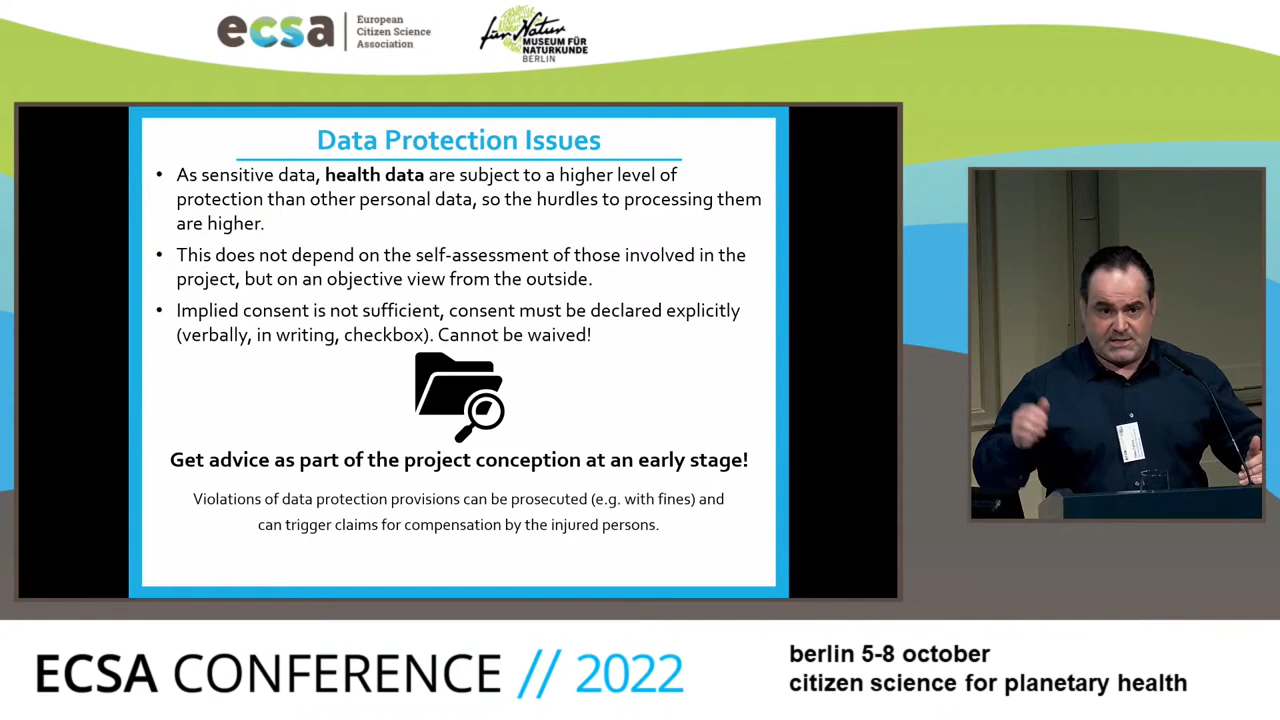 ecsa
European
Citizen Science
Association
für Natur
MUSEUM FÜR
NATURKUNDE
BERLIN
Data Protection Issues
• As sensitive data, health data are subject to a higher level of
protection than other personal data, so the hurdles to processing them
are higher.
• This does not depend on the self-assessment of those involved in the
project, but on an objective view from the outside.
• Implied consent is not sufficient, consent must be declared explicitly
(verbally, in writing, checkbox). Cannot be waived!
Get advice as part of the project conception at an early stage!
Violations of data protection provisions can be prosecuted (e.g. with fines) and
can trigger claims for compensation by the injured persons.
ECSA CONFERENCE // 2022
berlin 5-8 october
citizen science for planetary health